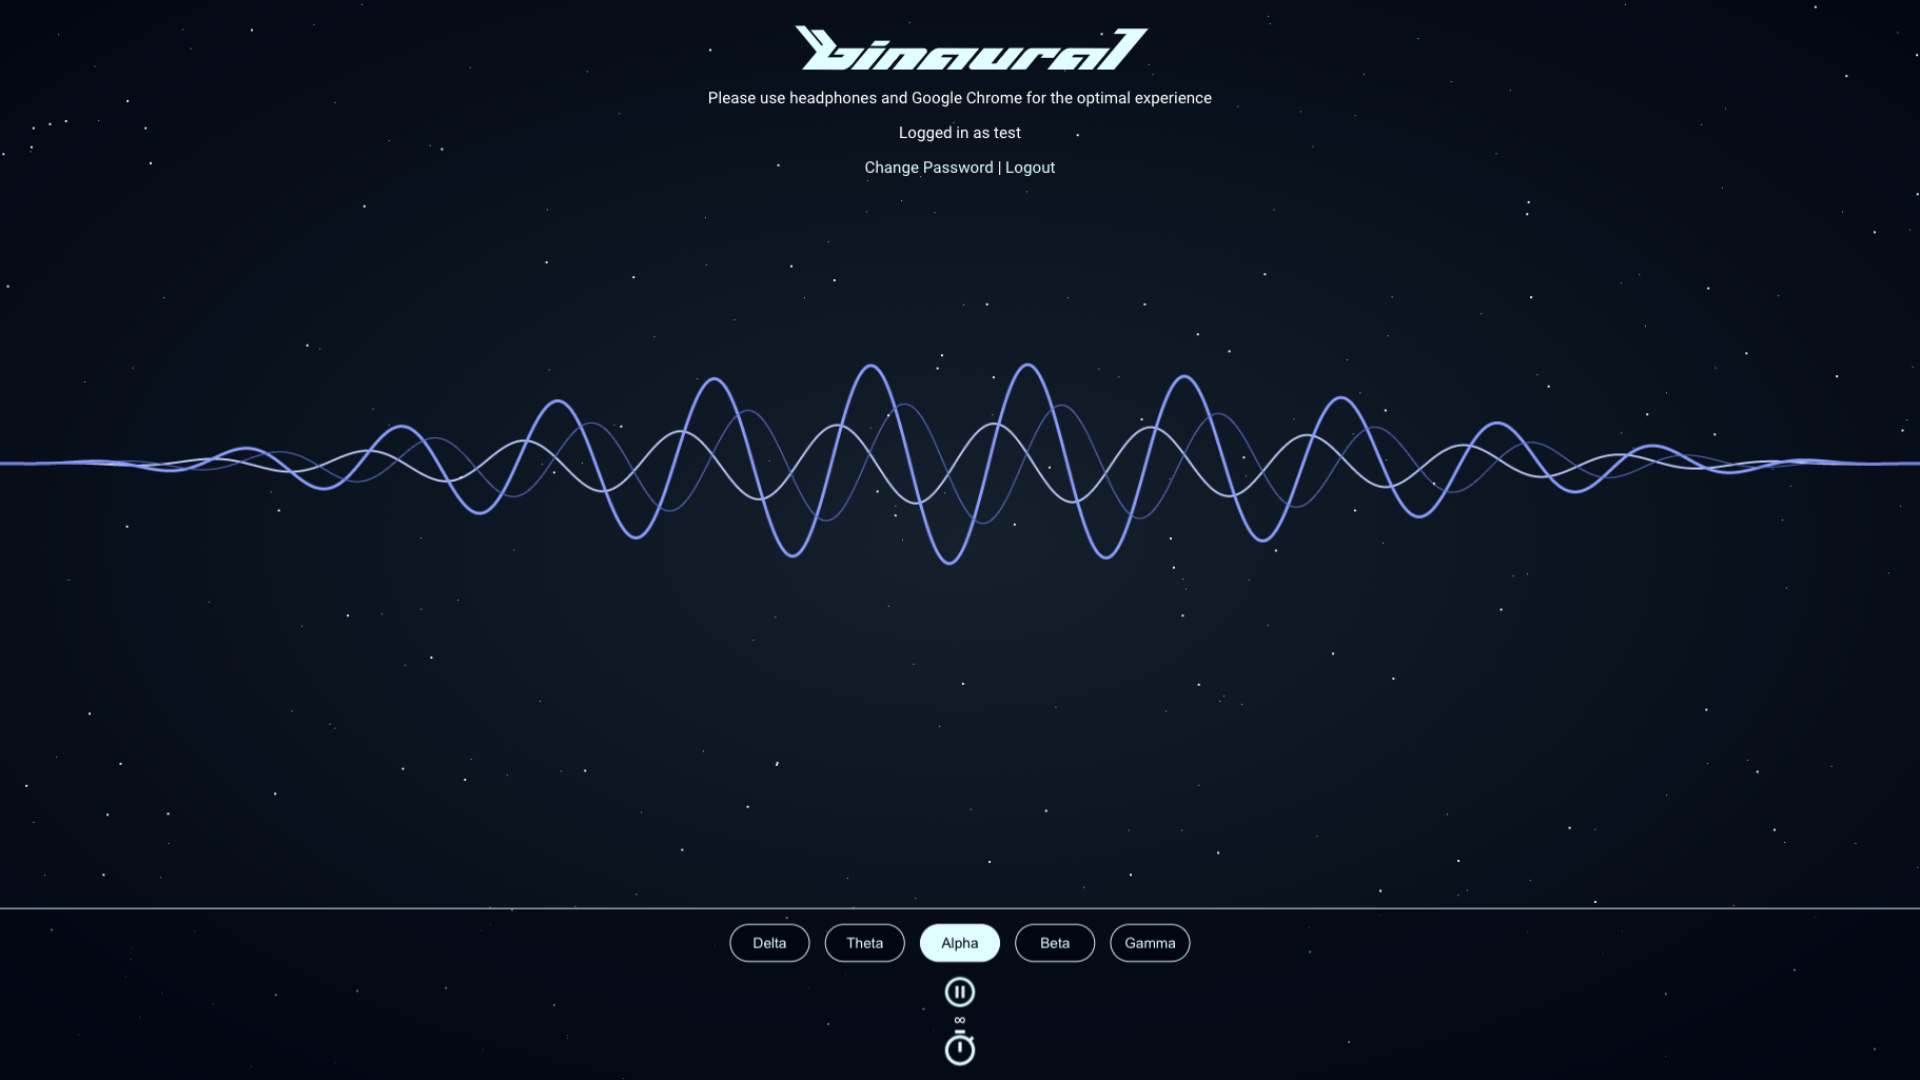 binaural
Please use headphones and Google Chrome for the optimal experience
Logged in as test
Change Password | Logout
Delta Theta Alpha Beta Gamma
∞